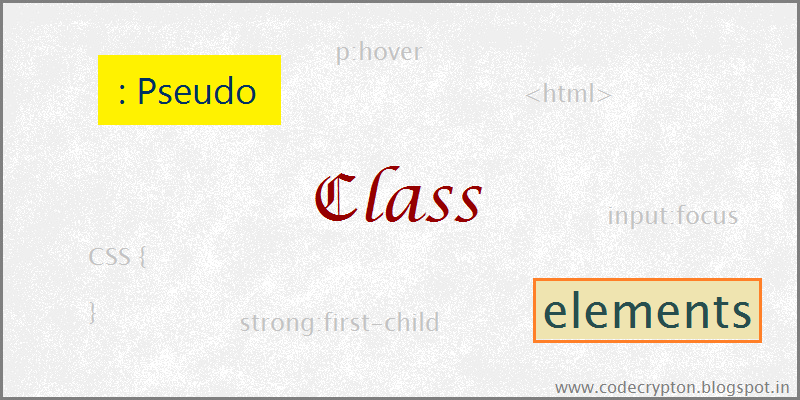 p:hover
: Pseudo
<html>
Class
input:focus
CSS {
}
elements
strong:first-child
www.codecrypton.blogspot.in